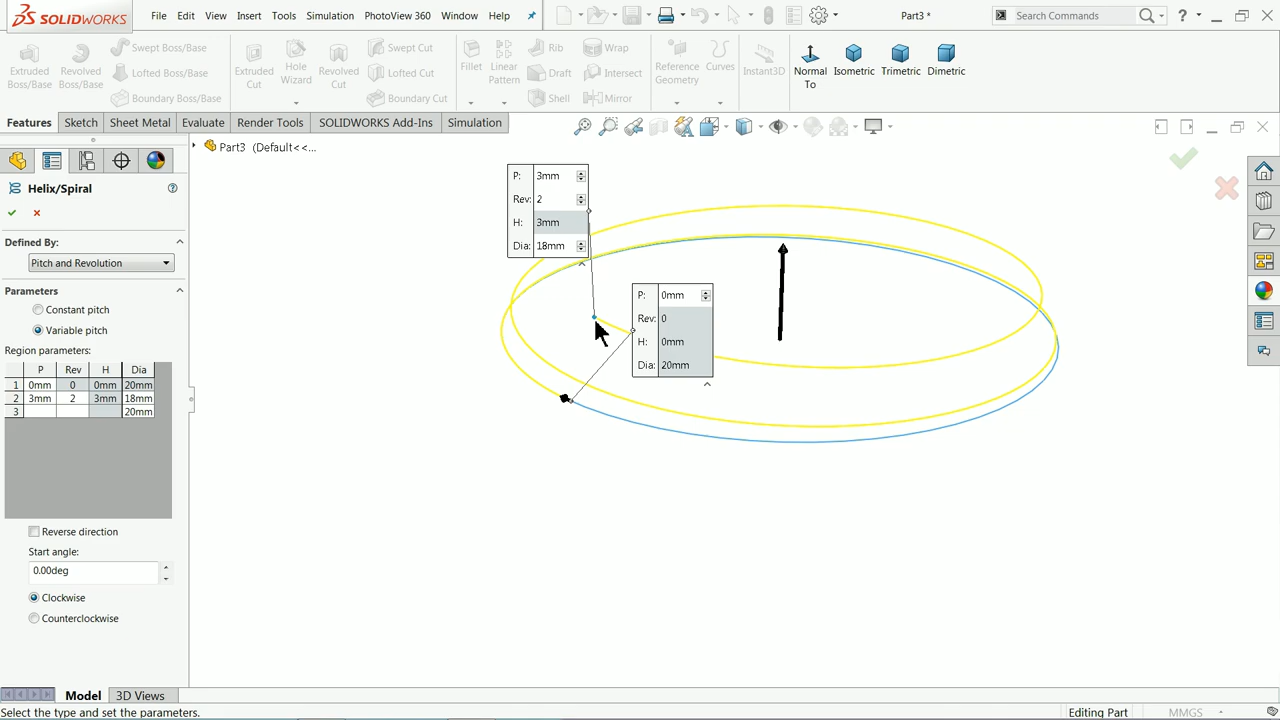 SOLIDWORKS File Edit View Insert Tools Simulation PhotoView 360 Window Help Part3 * Search Commands ?
Extruded Boss/Base
Revolved Boss/Base
Swept Boss/Base
Lofted Boss/Base
Boundary Boss/Base
Extruded Cut
Hole Wizard
Revolved Cut
Swept Cut
Lofted Cut
Boundary Cut
Fillet
Linear Pattern
Rib
Draft
Shell
Wrap
Intersect
Mirror
Reference Geometry
Curves
Instant3D
Normal To
Isometric
Trimetric
Dimetric
Features Sketch Sheet Metal Evaluate Render Tools SOLIDWORKS Add-Ins Simulation
Part3 (Default<<...
Helix/Spiral
Defined By:
Pitch and Revolution
Parameters
Constant pitch
Variable pitch
Region parameters:
P Rev H Dia
1 0mm 0 0mm 20mm
2 3mm 2 3mm 18mm
3 20mm
Reverse direction
Start angle:
0.00deg
Clockwise
Counterclockwise
P: 3mm
Rev: 2
H: 3mm
Dia: 18mm
P: 0mm
Rev: 0
H: 0mm
Dia: 20mm
Model 3D Views
Select the type and set the parameters. Editing Part MMGS